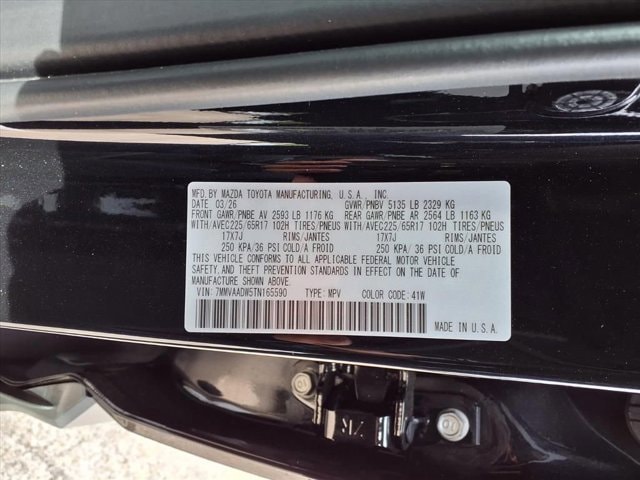 MFD. BY MAZDA TOYOTA MANUFACTURING, U.S.A. INC.
DATE 03/26 GVWR/PNBV 5135 LB 2329 KG
FRONT GAWR/PNBE AV 2593 LB 1176 KG REAR GAWR/PNBE AR 2564 LB 1163 KG
WITH/AVEC225/65R17 102H TIRES/PNEUS WITH/AVEC225/65R17 102H TIRES/PNEUS
17X7J RIMS/JANTES 17X7J RIMS/JANTES
250 KPA/36 PSI COLD/A FROID 250 KPA/36 PSI COLD/A FROID
THIS VEHICLE CONFORMS TO ALL APPLICABLE FEDERAL MOTOR VEHICLE
SAFETY, AND THEFT PREVENTION STANDARDS IN EFFECT ON THE DATE OF
MANUFACTURE SHOWN ABOVE.
VIN: 7MMVAADW5TN165590 TYPE: MPV COLOR CODE: 41W
MADE IN U.S.A.